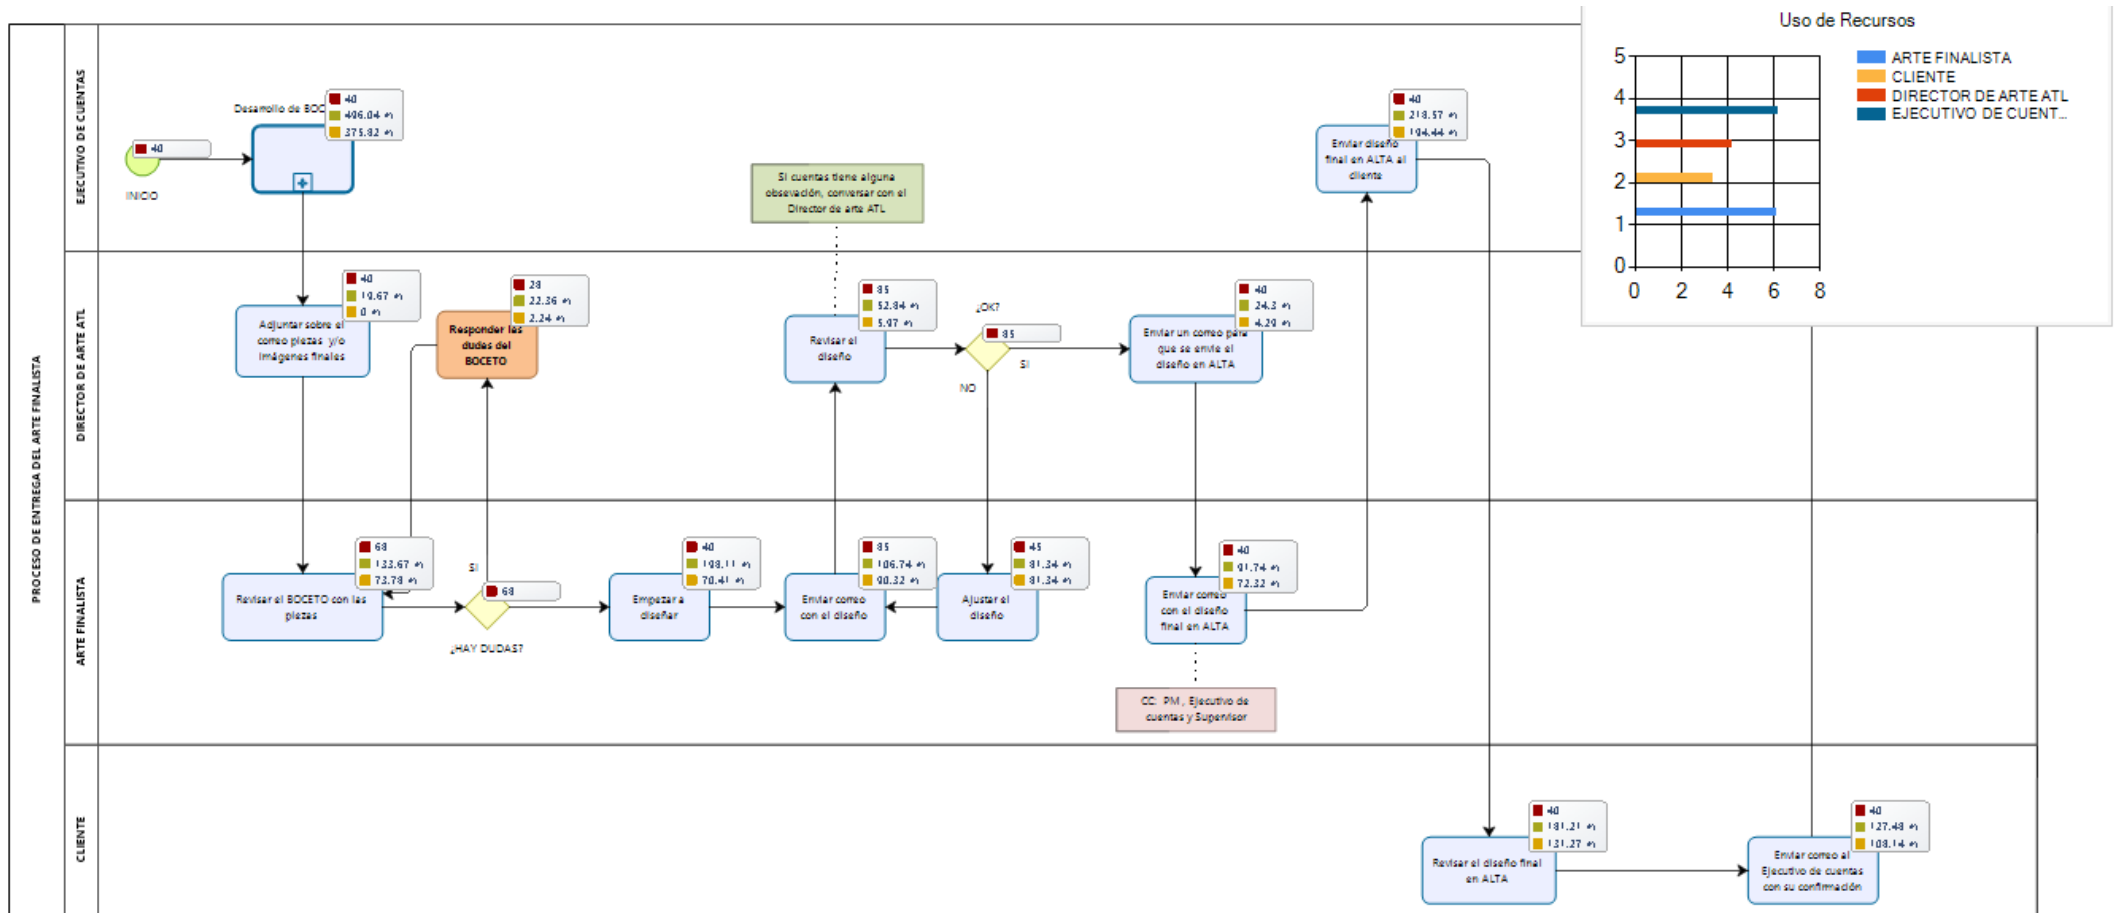 Uso de Recursos
5
4
3
2
1
0
0
2
4
6
8
ARTE FINALISTA
CLIENTE
DIRECTOR DE ARTE ATL
EJECUTIVO DE CUENT...
PROCESO DE ENTREGA DEL ARTE FINALISTA
EJECUTIVO DE CUENTAS
40
INICIO
Desarrollo de BOC
40
496.04 m
375.82 m
Si cuentas tiene alguna
obsevación, conversar con el
Director de arte ATL
40
218.57 m
194.44 m
Enviar diseño
final en ALTA al
cliente
DIRECTOR DE ARTE ATL
40
19.67 m
0 m
Adjuntar sobre el
correo piezas y/o
imágenes finales
28
22.36 m
2.24 m
Responder las
dudas del
BOCETO
85
52.84 m
5.97 m
Revisar el
diseño
¿OK?
85
SI
NO
40
24.3 m
4.29 m
Enviar un correo para
que se envie el
diseño en ALTA
ARTE FINALISTA
68
133.67 m
73.78 m
Revisar el BOCETO con las
piezas
SI
68
¿HAY DUDAS?
40
198.11 m
70.41 m
Empezar a
diseñar
85
106.74 m
90.32 m
Enviar correo
con el diseño
45
81.34 m
81.34 m
Ajustar el
diseño
40
91.74 m
72.32 m
Enviar correo
con el diseño
final en ALTA
CC: PM , Ejecutivo de
cuentas y Supervisor
CLIENTE
40
181.21 m
131.27 m
Revisar el diseño final
en ALTA
40
127.48 m
108.14 m
Enviar correo al
Ejecutivo de cuentas
con su confirmación